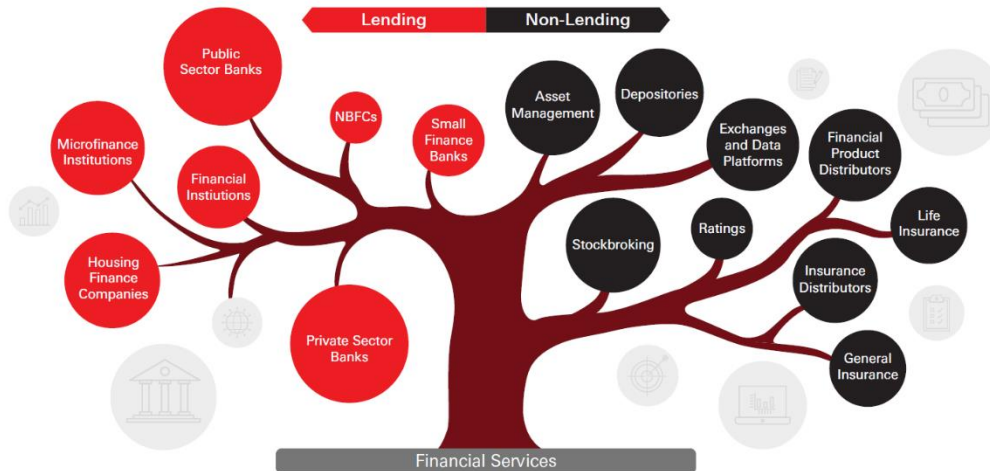 Lending
Non-Lending
Public
Sector Banks
NBFCs
Small
Finance
Banks
Microfinance
Institutions
Financial
Instiutions
Housing
Finance
Companies
Private Sector
Banks
Asset
Management
Depositories
Exchanges
and Data
Platforms
Financial
Product
Distributors
Stockbroking
Ratings
Life
Insurance
Insurance
Distributors
General
Insurance
Financial Services